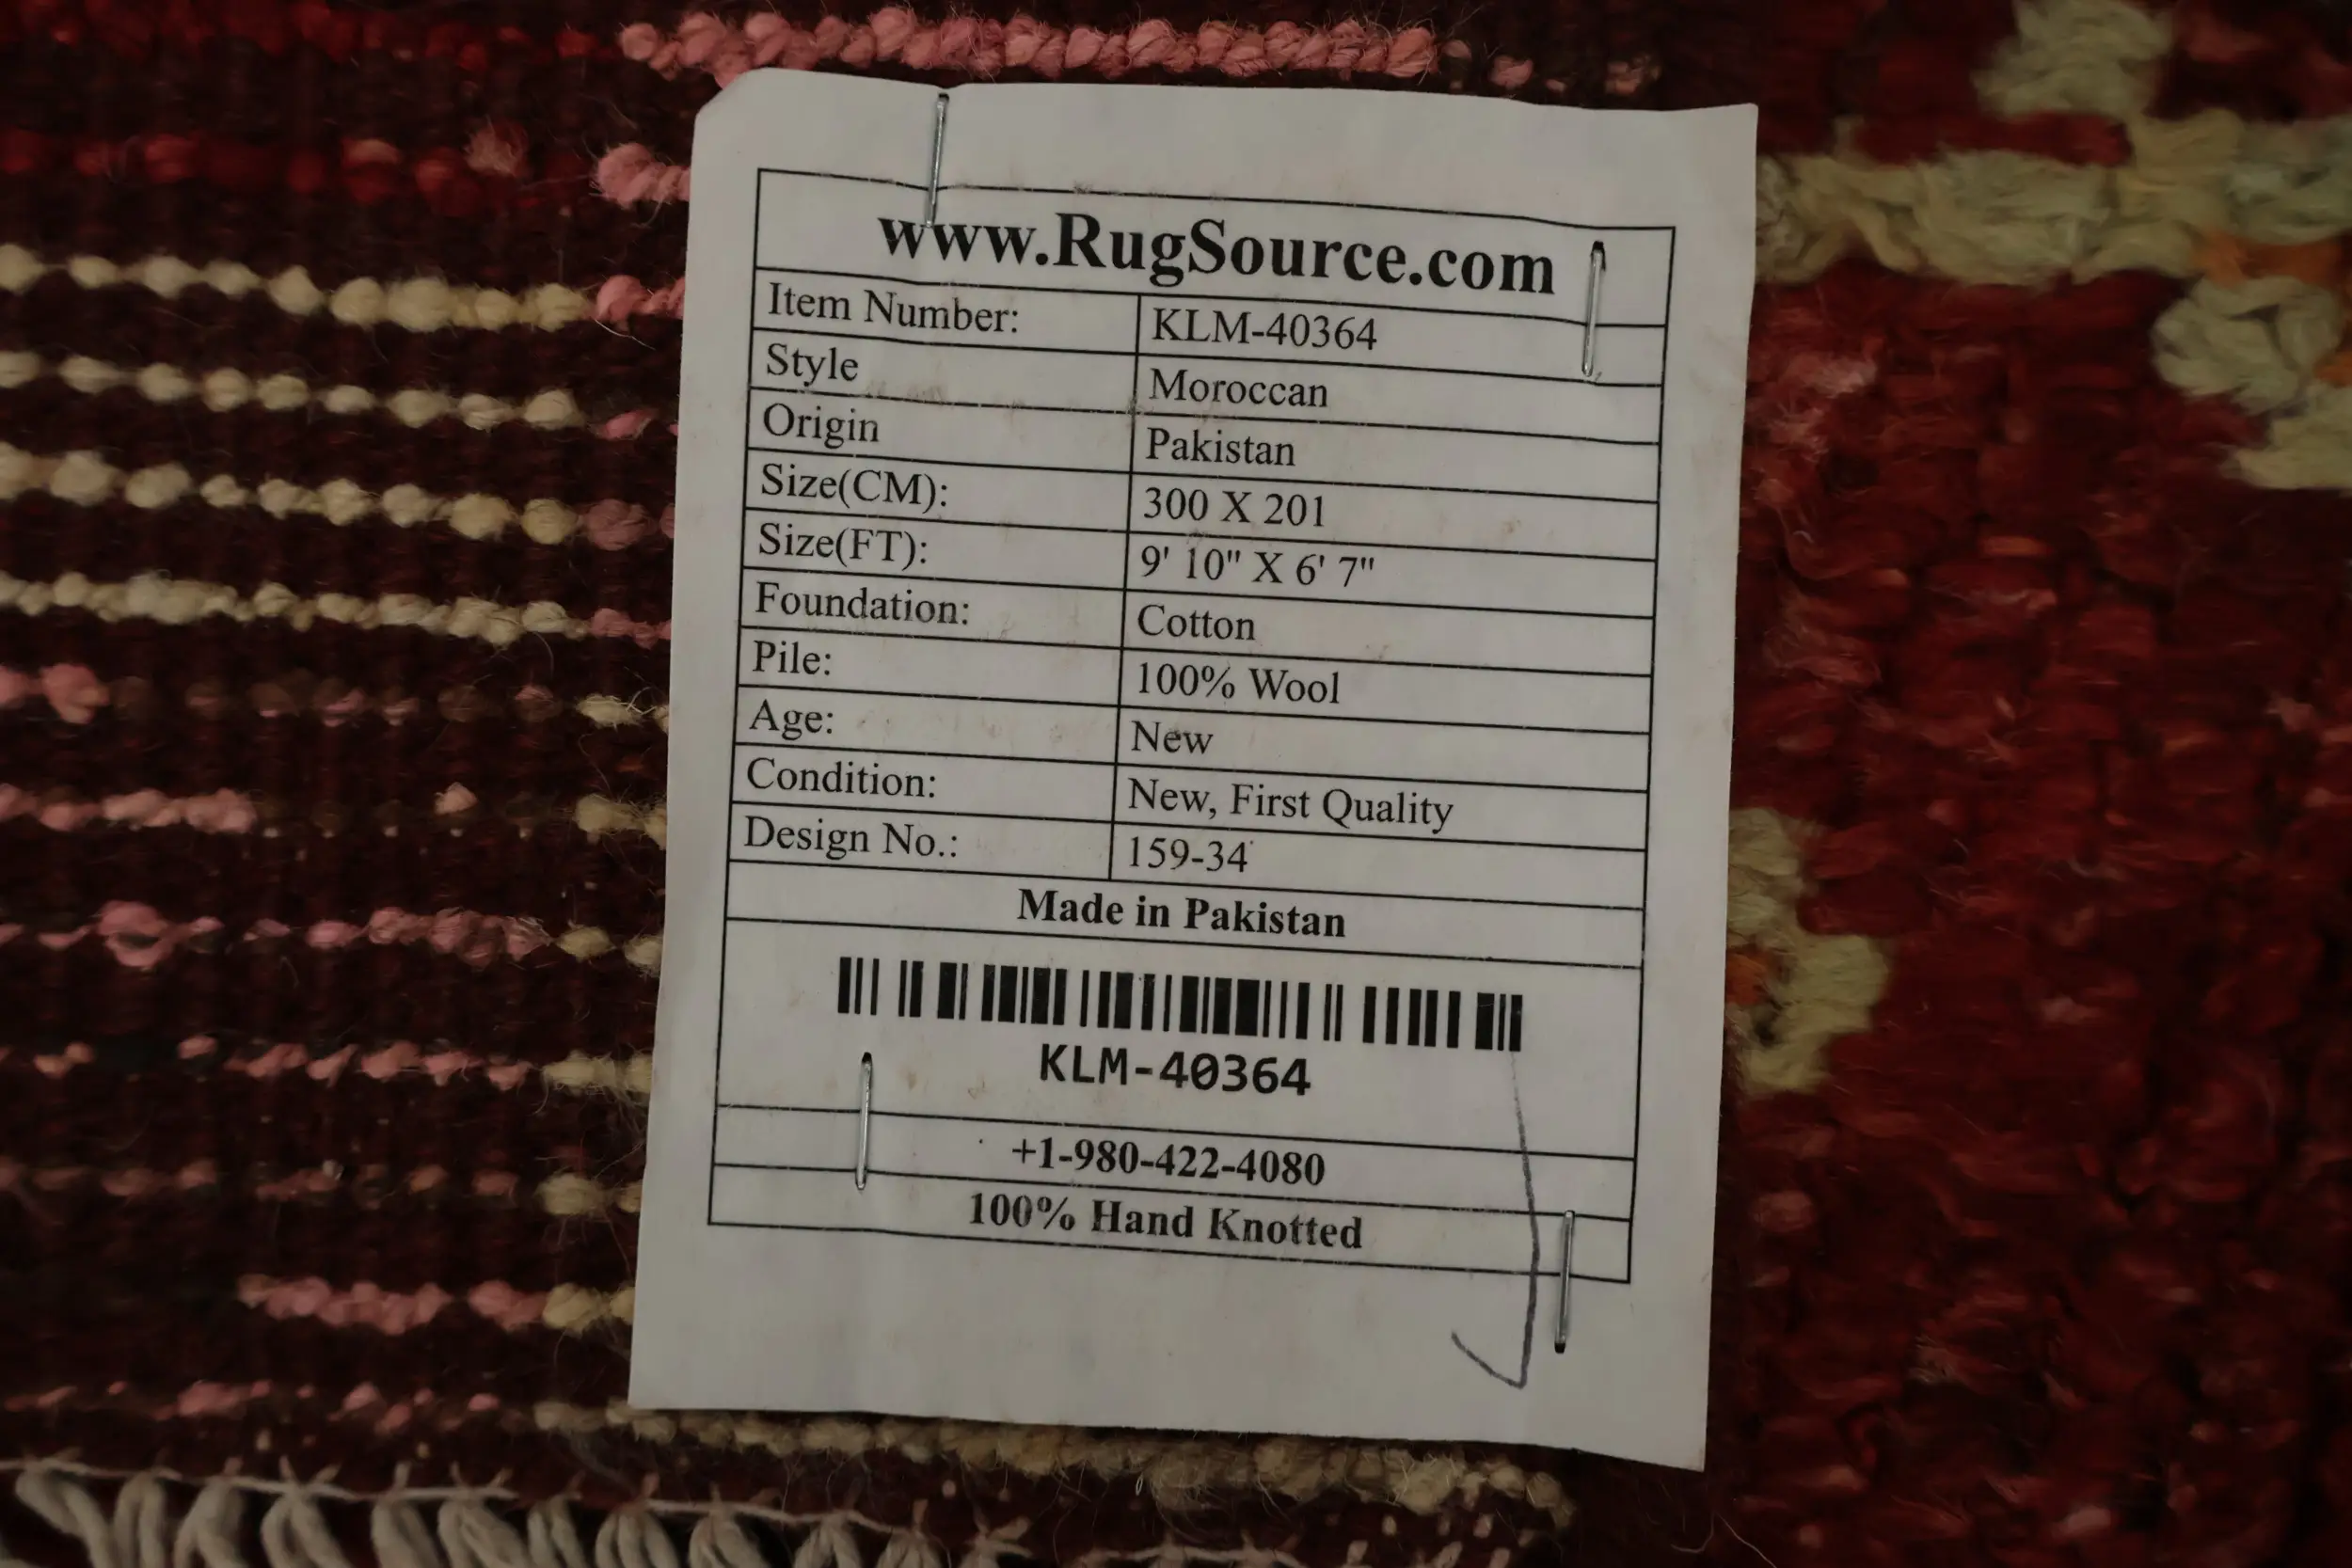 www.RugSource.com
Item Number: KLM-40364
Style Moroccan
Origin Pakistan
Size(CM): 300 X 201
Size(FT): 9' 10" X 6' 7"
Foundation: Cotton
Pile: 100% Wool
Age: New
Condition: New, First Quality
Design No.: 159-34
Made in Pakistan
KLM-40364
+1-980-422-4080
100% Hand Knotted